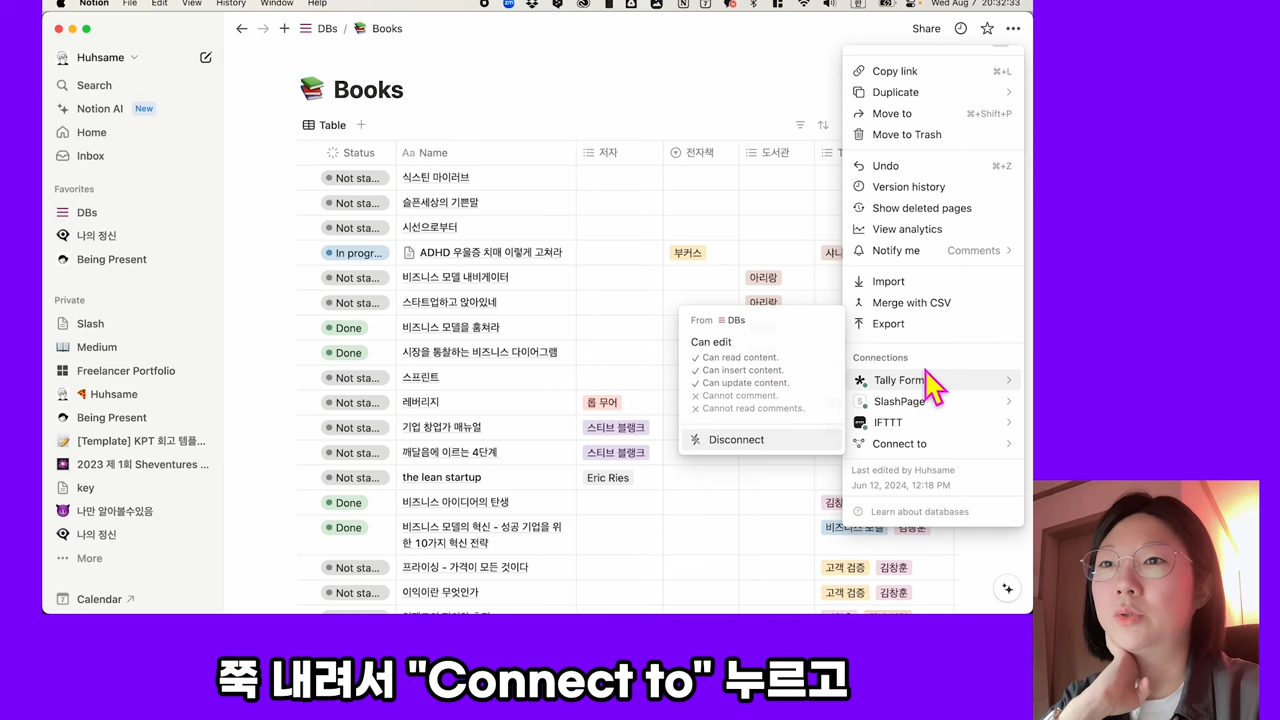 Notion File Edit View History Window Help
Wed Aug 7 20:32:33
Huhsame
Search
Notion AI New
Home
Inbox
Favorites
DBs
나의 정신
Being Present
Private
Slash
Medium
Freelancer Portfolio
Huhsame
Being Present
[Template] KPT 회고 템플...
2023 제 1회 Sheventures ...
key
나만 알아볼수있음
나의 정신
More
Calendar
DBs / Books
Share
Books
Table
Status Aa Name 저자 전자책 도서관
Not sta... 식스틴 마이러브
Not sta... 슬픈세상의 기쁜말
Not sta... 시선으로부터
In progr... ADHD 우울증 치매 이렇게 고쳐라 부커스
Not sta... 비즈니스 모델 내비게이터 아리랑
Not sta... 스타트업하고 앉아있네 아리랑
Done 비즈니스 모델을 훔쳐라
Done 시장을 통찰하는 비즈니스 다이어그램
Not sta... 스프린트
Not sta... 레버리지 롭 무어
Not sta... 기업 창업가 매뉴얼 스티브 블랭크
Not sta... 깨달음에 이르는 4단계 스티브 블랭크
Not sta... the lean startup Eric Ries
Done 비즈니스 아이디어의 탄생
Done 비즈니스 모델의 혁신 - 성공 기업을 위
한 10가지 혁신 전략 비즈니스 모델 김창훈
Not sta... 프라이싱 - 가격이 모든 것이다 고객 검증 김창훈
Not sta... 이익이란 무엇인가 고객 검증 김창훈
From DBs
Can edit
Can read content.
Can insert content.
Can update content.
Cannot comment.
Cannot read comments.
Disconnect
Copy link ⌘+L
Duplicate
Move to ⌘+Shift+P
Move to Trash
Undo ⌘+Z
Version history
Show deleted pages
View analytics
Notify me Comments
Import
Merge with CSV
Export
Connections
Tally Form
SlashPage
IFTTT
Connect to
Last edited by Huhsame
Jun 12, 2024, 12:18 PM
Learn about databases
쭉 내려서 "Connect to" 누르고